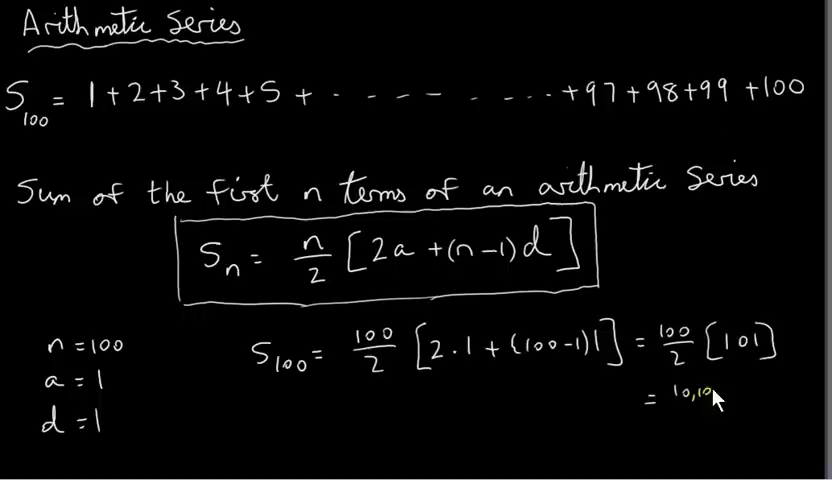 Arithmetic Series
S₁₀₀ = 1+2+3+4+5+ ............ +97+98+99+100
Sum of the first n terms of an arithmetic series
Sₙ = n/2 [2a+(n-1)d]
n=100
a=1
d=1
S₁₀₀ = 100/2 [2.1+(100-1)1] = 100/2 [101]
= 10,10